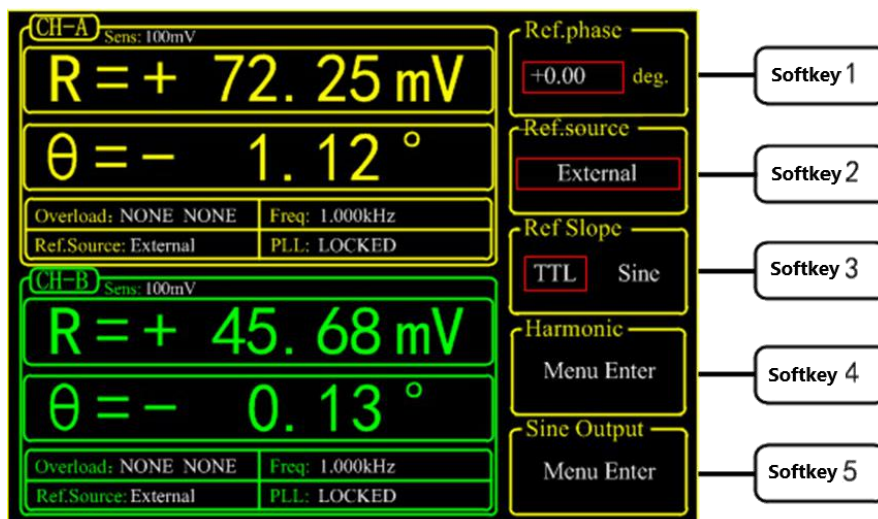 CH-A Sens: 100mV
R=+ 72.25 mV
θ=- 1.12 °
Overload: NONE NONE Freq: 1.000kHz
Ref.Source: External PLL: LOCKED
CH-B Sens: 100mV
R=+ 45.68 mV
θ=- 0.13 °
Overload: NONE NONE Freq: 1.000kHz
Ref.Source: External PLL: LOCKED
Ref.phase
+0.00 deg.
Softkey 1
Ref.source
External
Softkey 2
Ref Slope
TTL Sine
Softkey 3
Harmonic
Menu Enter
Softkey 4
Sine Output
Menu Enter
Softkey 5